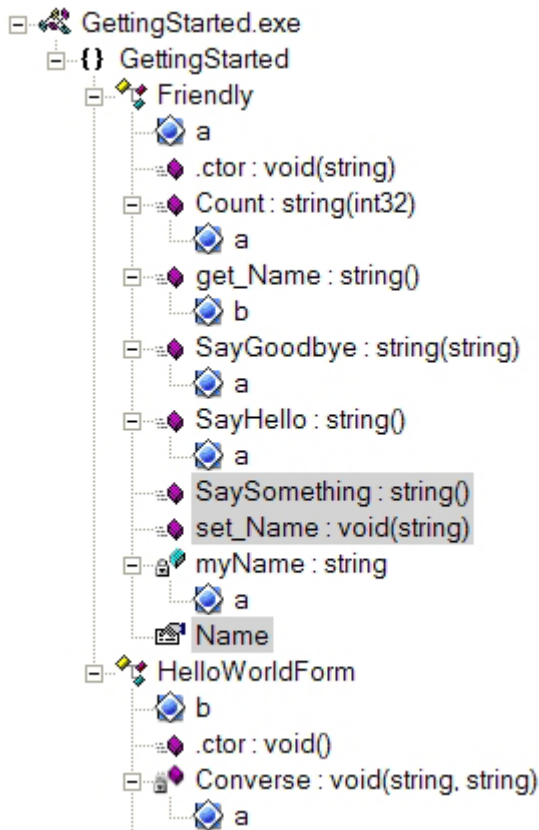 GettingStarted.exe
{} GettingStarted
Friendly
a
.ctor : void(string)
Count : string(int32)
a
get_Name : string()
b
SayGoodbye : string(string)
a
SayHello : string()
a
SaySomething : string()
set_Name : void(string)
myName : string
a
Name
HelloWorldForm
b
.ctor : void()
Converse : void(string, string)
a